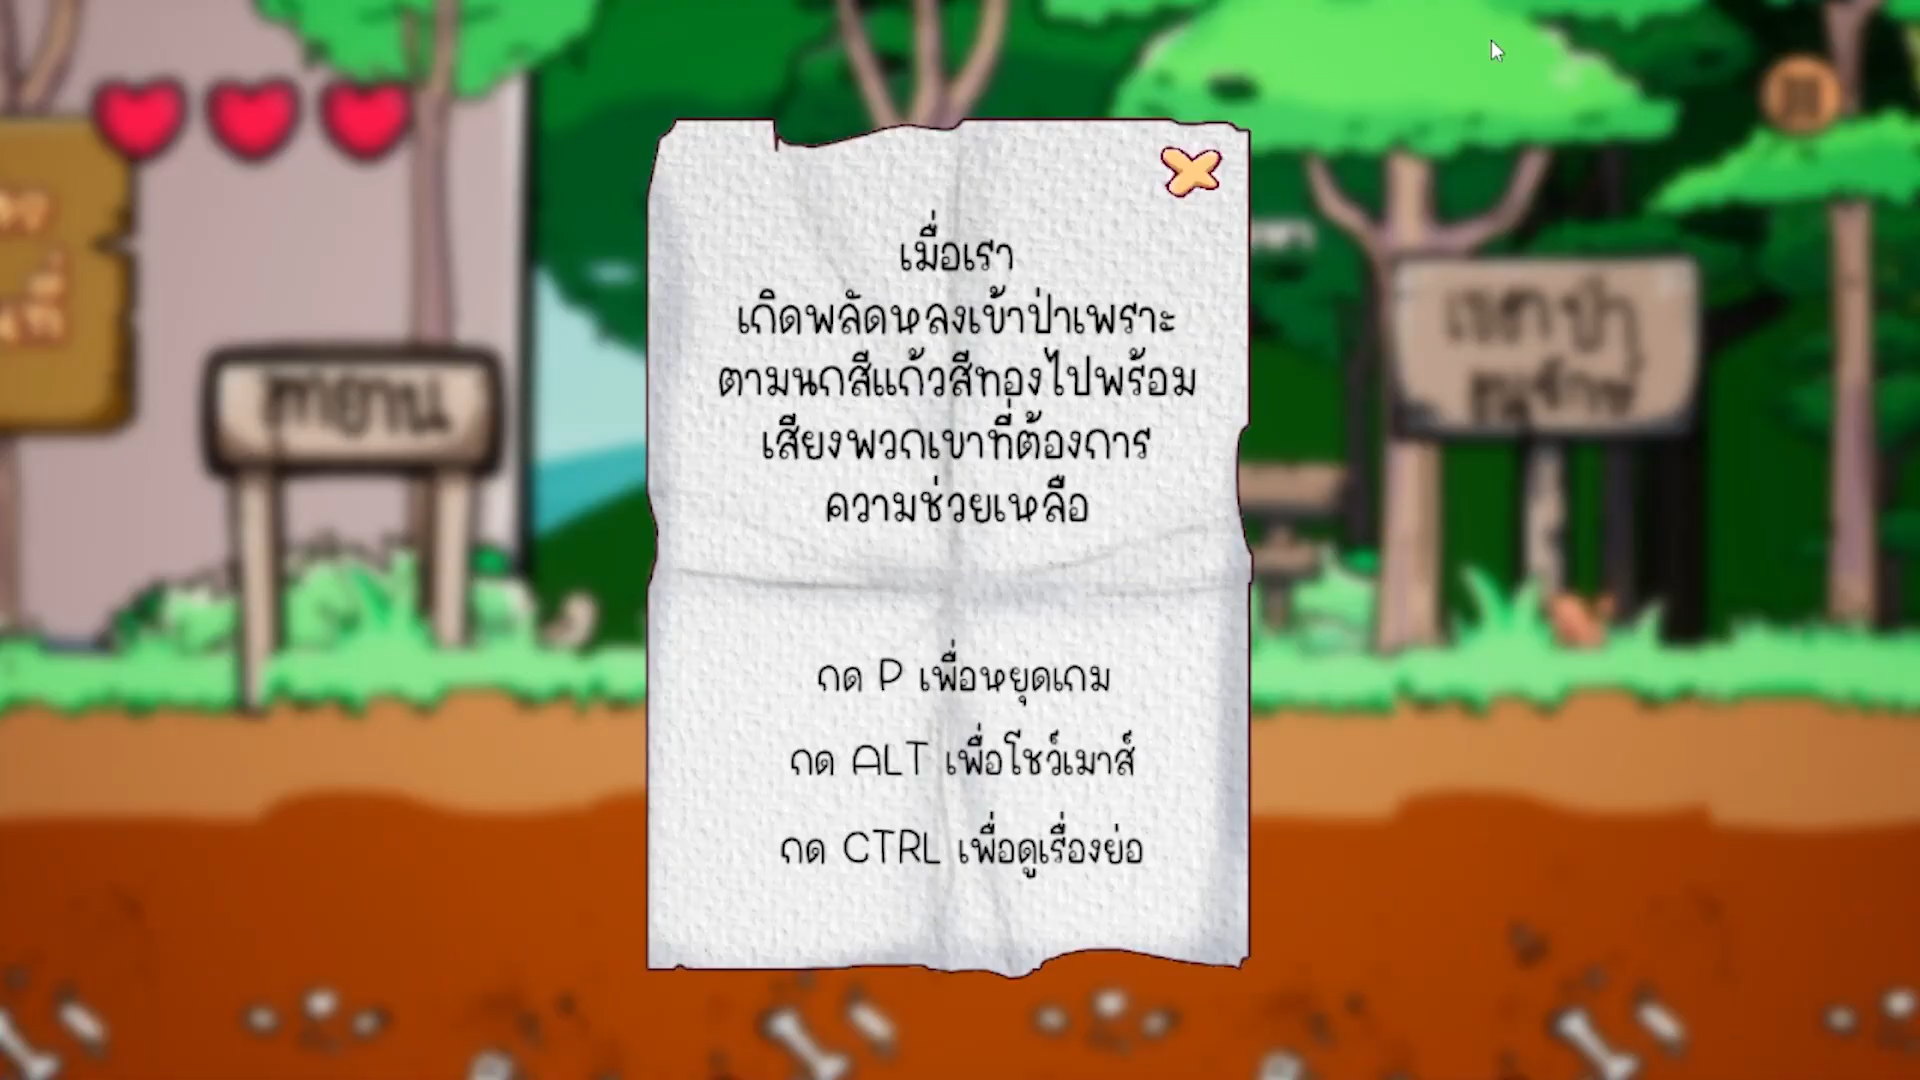 เมื่อเรา
เกิดพลัดหลงเข้าป่าเพราะ
ตามนกสีแก้วสีทองไปพร้อม
เสียงพวกเขาที่ต้องการ
ความช่วยเหลือ
กด P เพื่อหยุดเกม
กด ALT เพื่อโชว์เมาส์
กด CTRL เพื่อดูเรื่องย่อ
เขตป่า